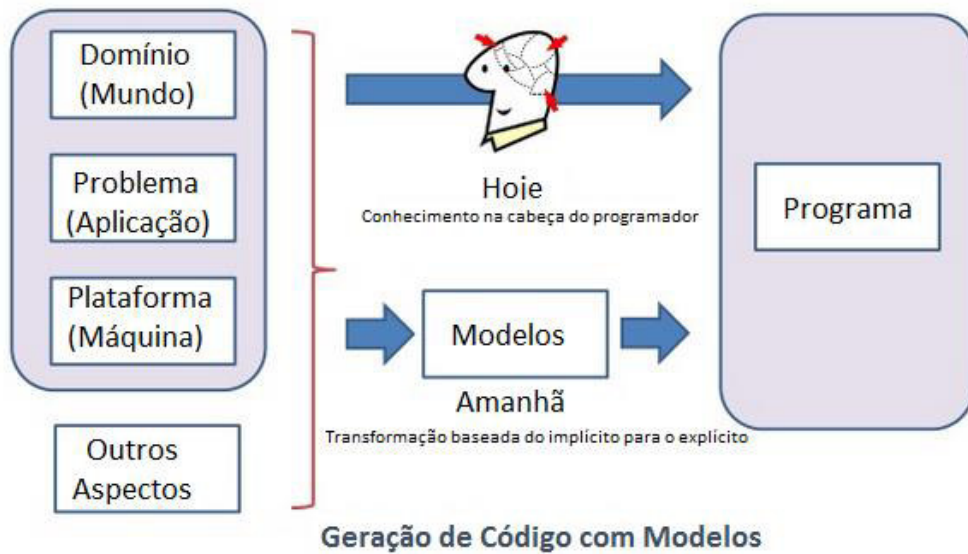 Domínio
(Mundo)
Problema
(Aplicação)
Plataforma
(Máquina)
Outros
Aspectos
Hoje
Conhecimento na cabeça do programador
Modelos
Amanhã
Transformação baseada do implícito para o explícito
Programa
Geração de Código com Modelos